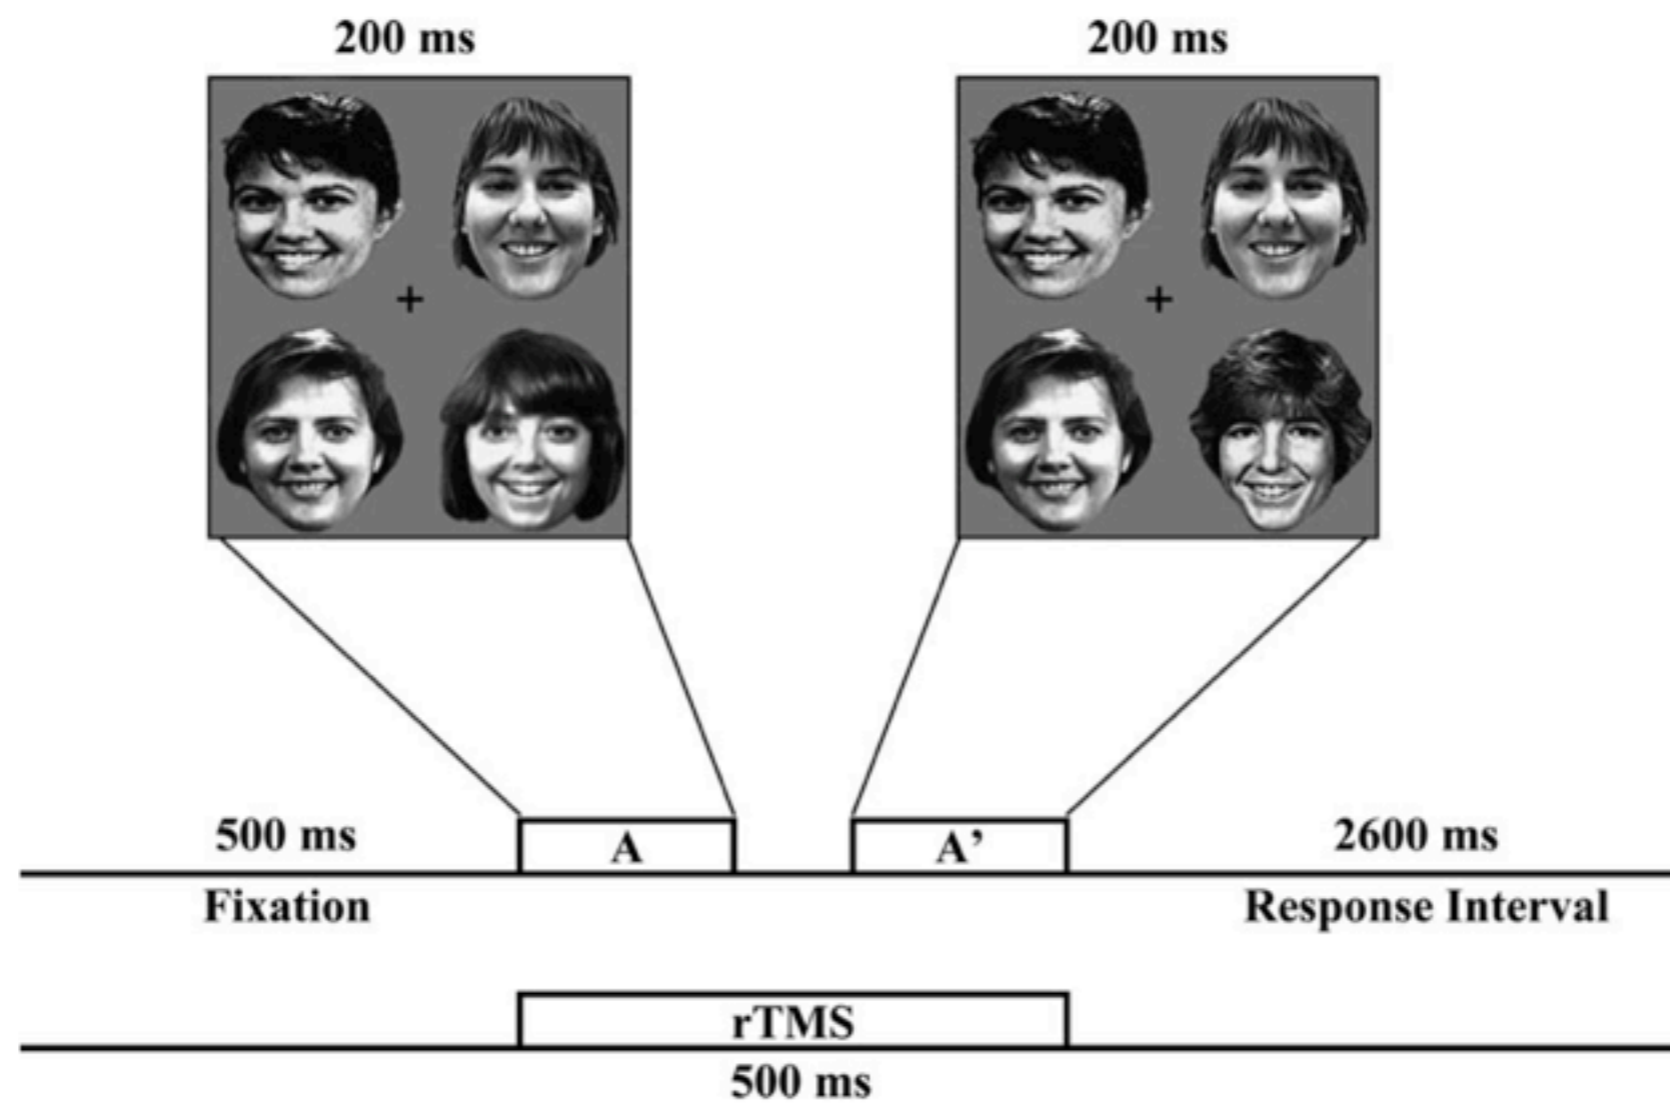 200 ms
200 ms
+
+
500 ms
A
A’
2600 ms
Fixation
Response Interval
rTMS
500 ms